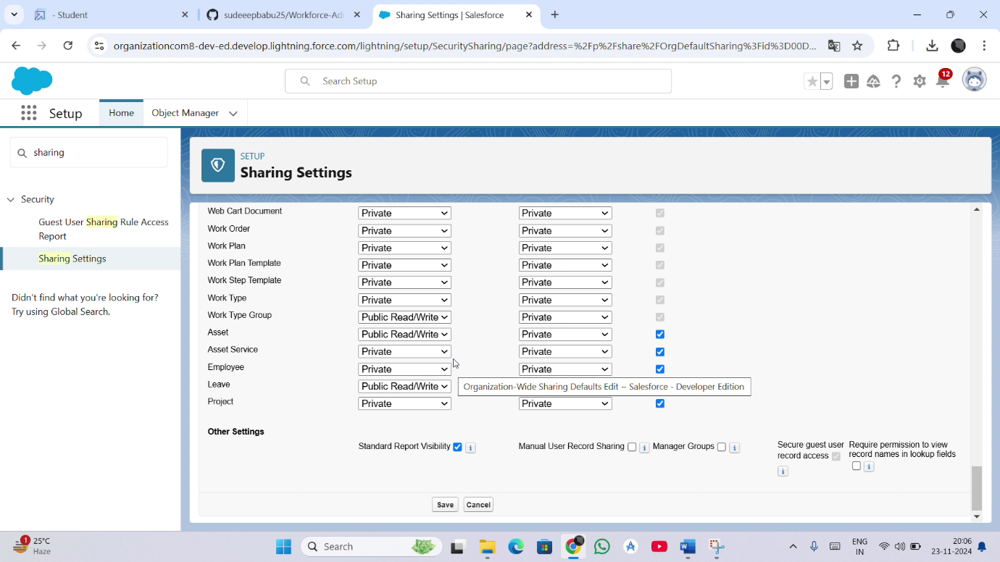 - Student
sudeeepbabu25/Workforce-Ad
Sharing Settings | Salesforce
organizationcom8-dev-ed.develop.lightning.force.com/lightning/setup/SecuritySharing/page?address=%2Fp%2Fshare%2FOrgDefaultSharing%3Fid%3D00D...
Search Setup
12
Setup
Home
Object Manager
sharing
Security
Guest User Sharing Rule Access
Report
Sharing Settings
Didn't find what you're looking for?
Try using Global Search.
SETUP
Sharing Settings
Web Cart Document Private Private
Work Order Private Private
Work Plan Private Private
Work Plan Template Private Private
Work Step Template Private Private
Work Type Private Private
Work Type Group Public Read/Write Private
Asset Public Read/Write Private
Asset Service Private Private
Employee Private Private
Leave Public Read/Write
Organization-Wide Sharing Defaults Edit ~ Salesforce - Developer Edition
Project Private Private
Other Settings
Standard Report Visibility
Manual User Record Sharing
Manager Groups
Secure guest user
record access
Require permission to view
record names in lookup fields
Save Cancel
1
25°C
Haze
Search
ENG
IN
20:06
23-11-2024